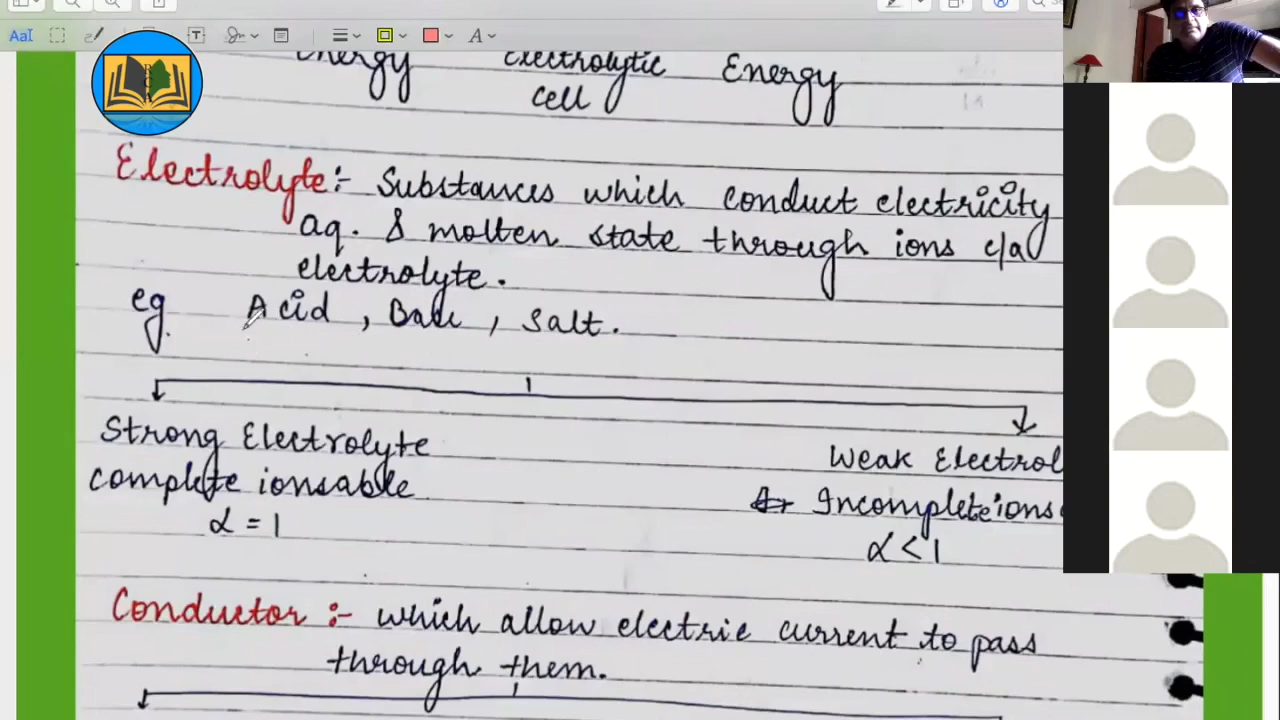 Energy Electrolytic Energy
cell
Electrolyte :- Substances which conduct electricity
aq. & molten state through ions c/a
electrolyte.
eg Acid , Base , Salt.
Strong Electrolyte
complete ionsable
α = 1
Weak Electrol
Incomplete ions
α < 1
Conductor :- which allow electric current to pass
through them.